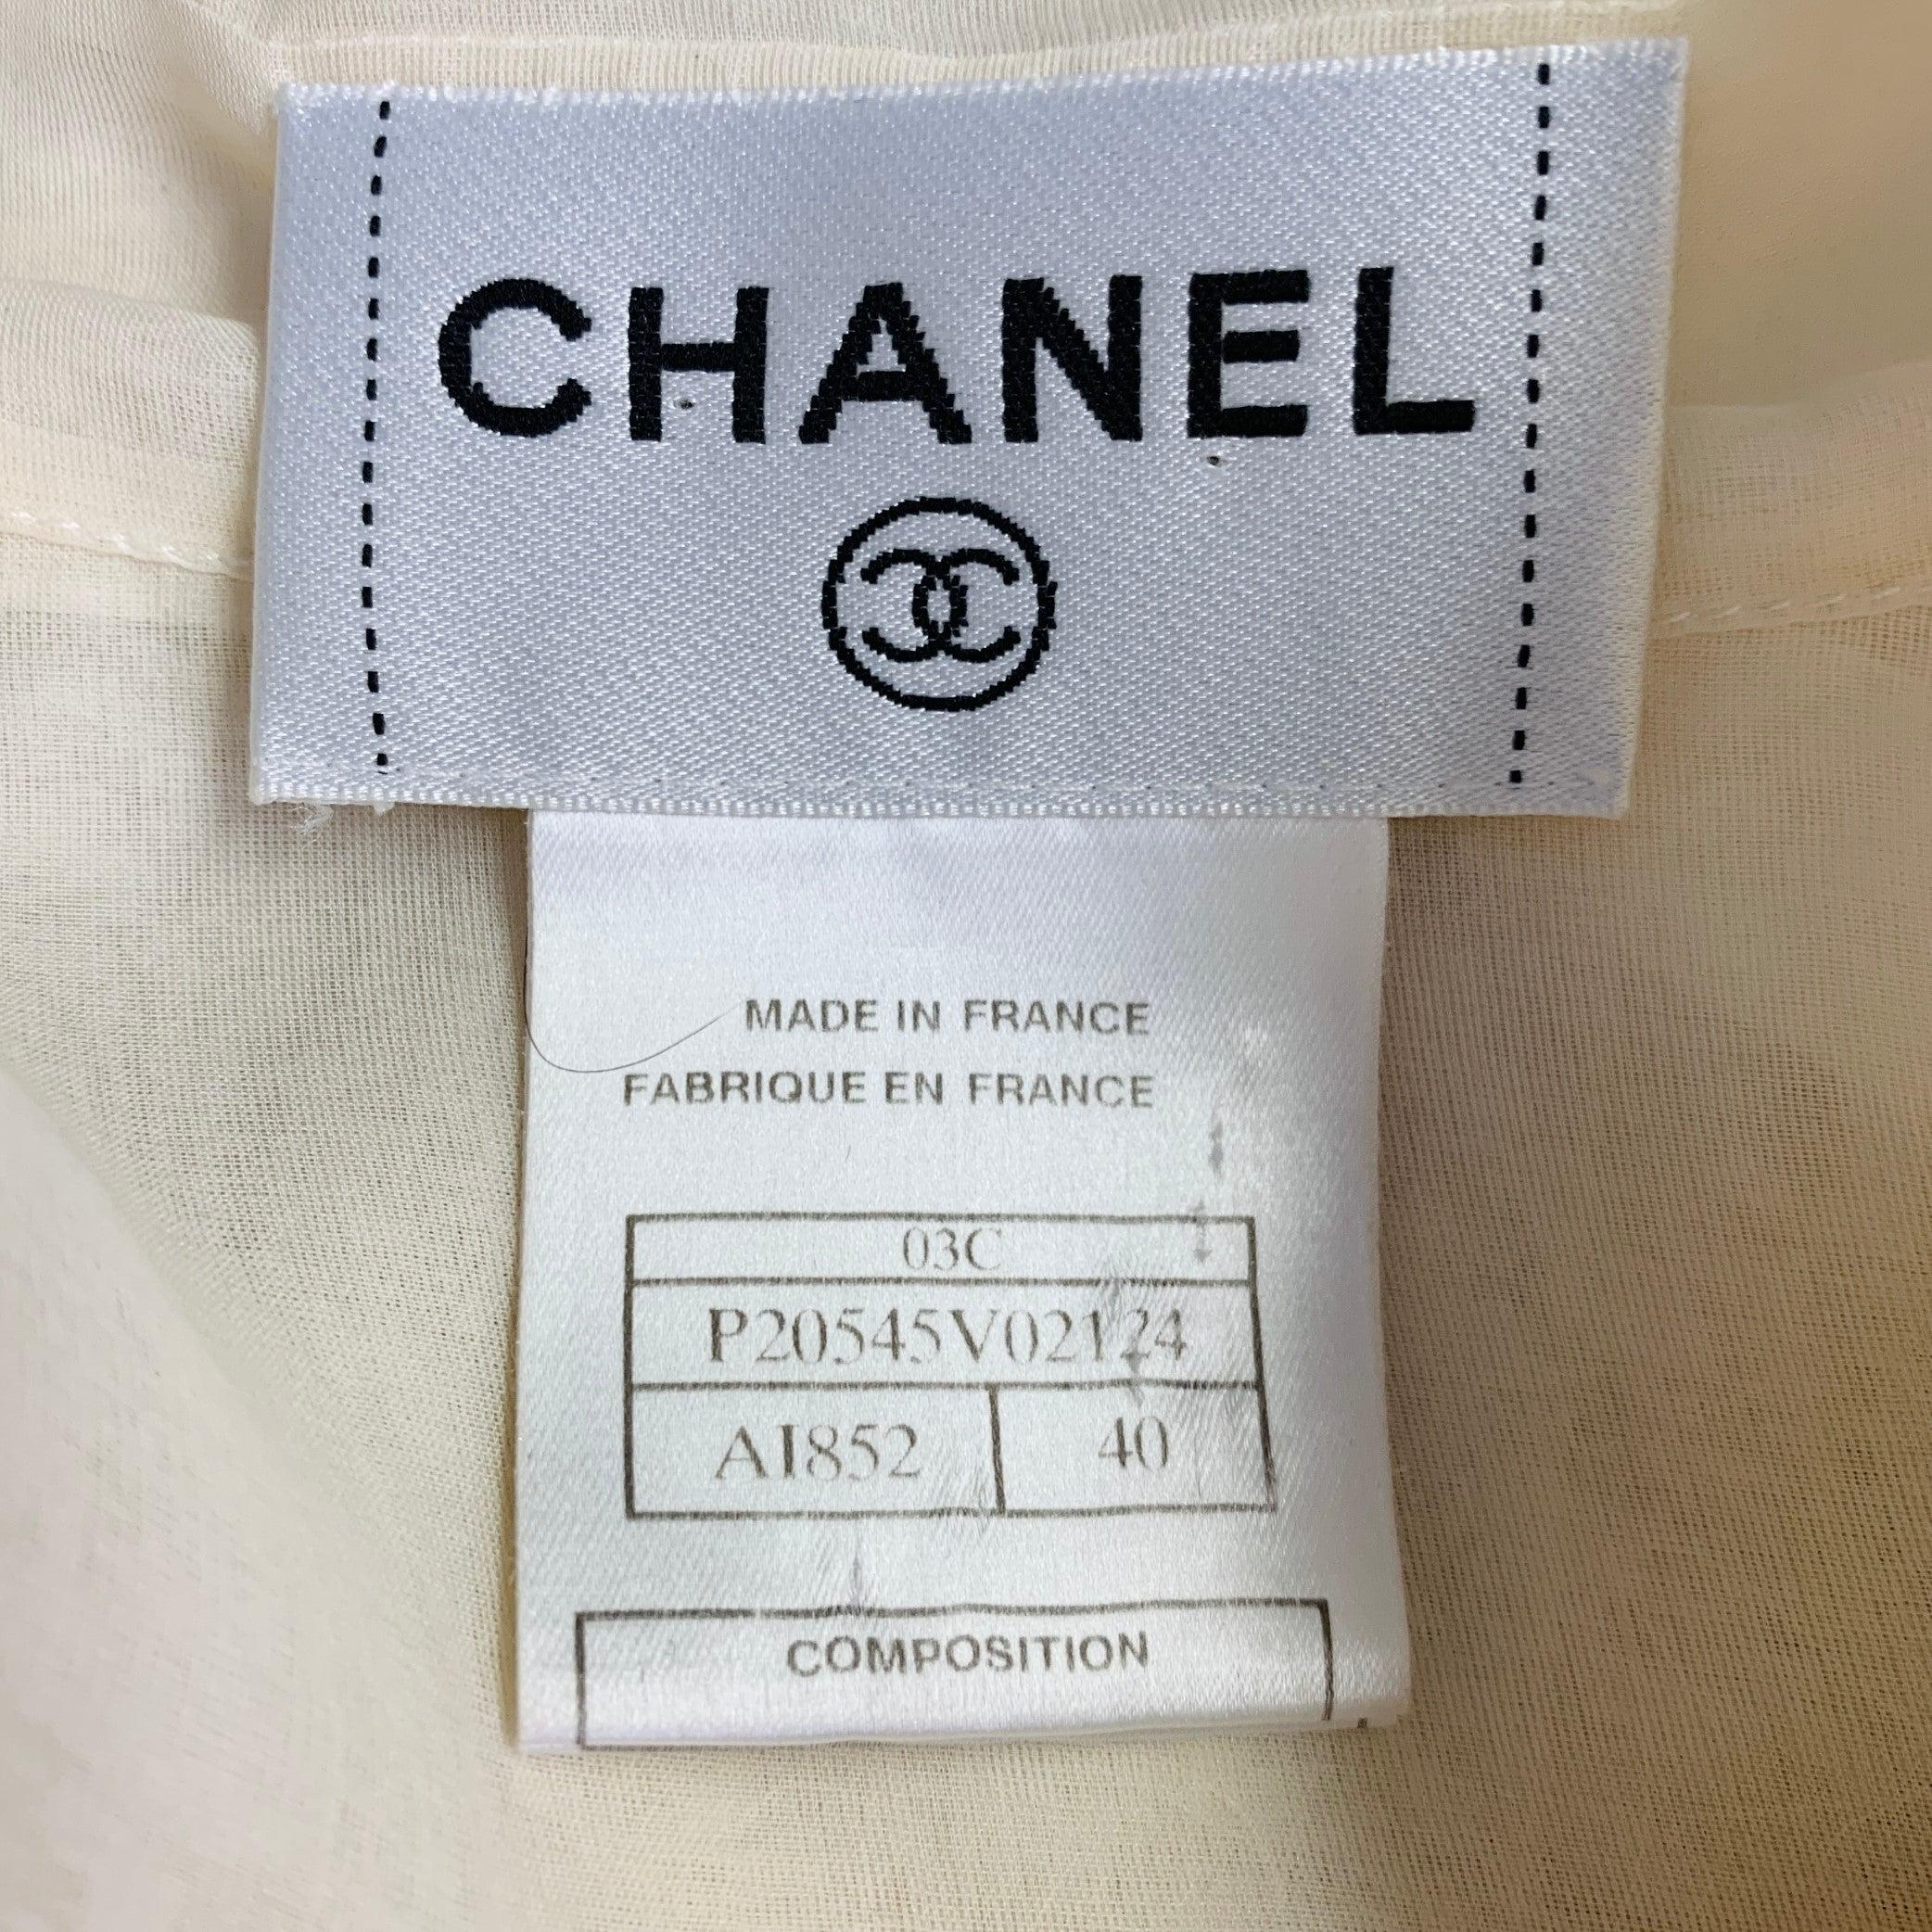 CHANEL
MADE IN FRANCE
FABRIQUE EN FRANCE
03C
P20545V02124
AI852 40
COMPOSITION